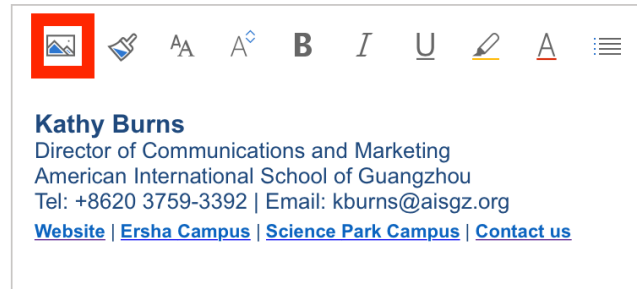 AA A B I U A
Kathy Burns
Director of Communications and Marketing
American International School of Guangzhou
Tel: +8620 3759-3392 | Email: kburns@aisgz.org
Website | Ersha Campus | Science Park Campus | Contact us